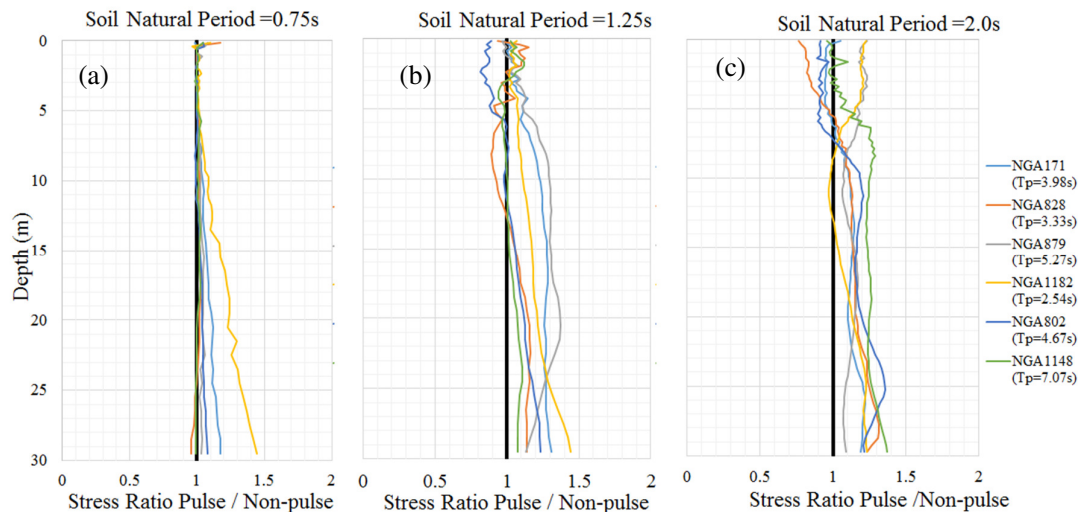 Soil Natural Period =0.75s
Soil Natural Period =1.25s
Soil Natural Period =2.0s
(a)
(b)
(c)
Depth (m)
0
5
10
15
20
25
30
0 0.5 1 1.5 2
0 0.5 1 1.5 2
0 0.5 1 1.5 2
Stress Ratio Pulse / Non-pulse
Stress Ratio Pulse / Non-pulse
Stress Ratio Pulse /Non-pulse
NGA171
(Tp=3.98s)
NGA828
(Tp=3.33s)
NGA879
(Tp=5.27s)
NGA1182
(Tp=2.54s)
NGA802
(Tp=4.67s)
NGA1148
(Tp=7.07s)